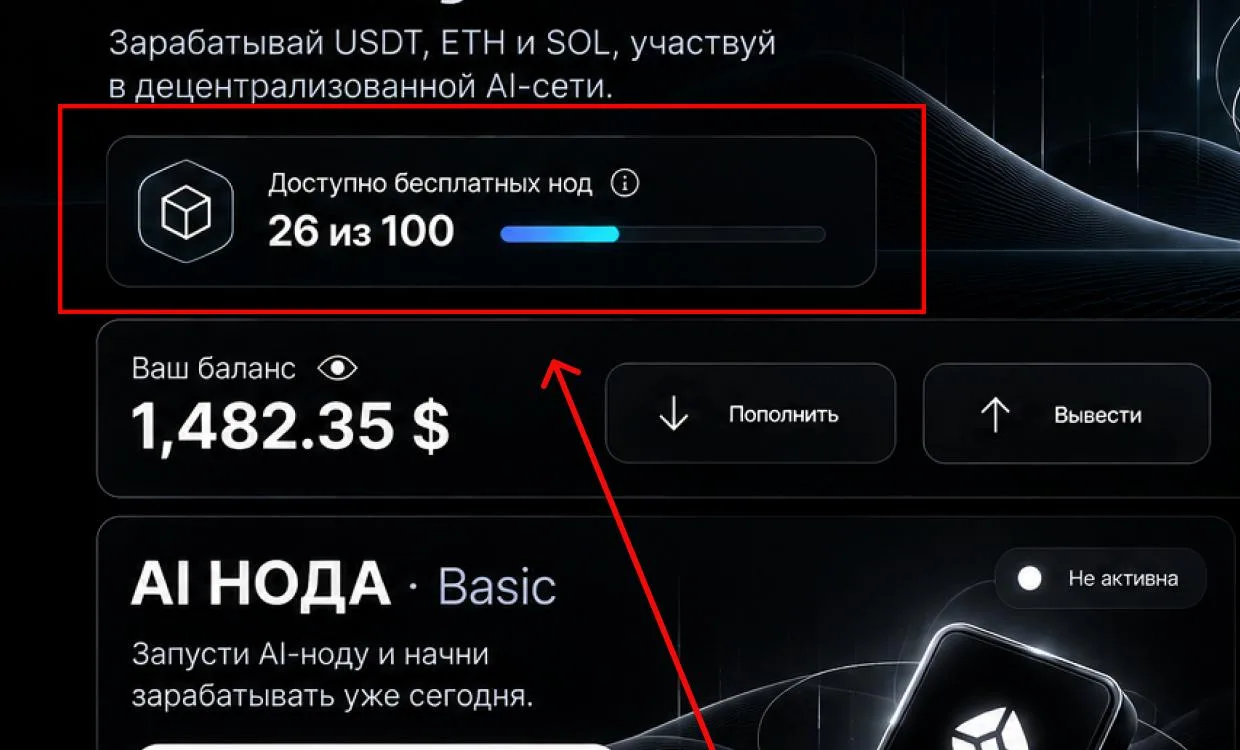 Зарабатывай USDT, ETH и SOL, участвуй
в децентрализованной AI-сети.
Доступно бесплатных нод
26 из 100
Ваш баланс
1,482.35 $
Пополнить
Вывести
AI НОДА · Basic
Не активна
Запусти AI-ноду и начни
зарабатывать уже сегодня.